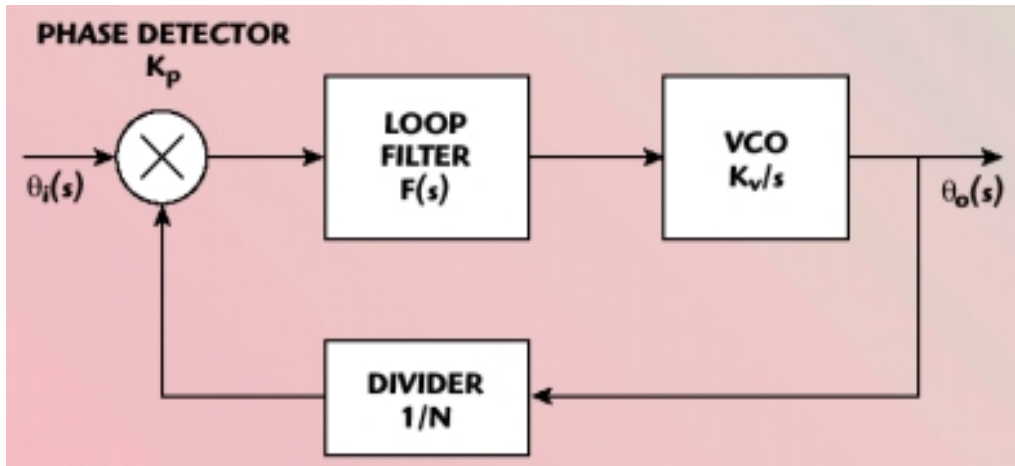 PHASE DETECTOR
Kp
θi(s)
LOOP
FILTER
F(s)
VCO
Kv/s
θo(s)
DIVIDER
1/N